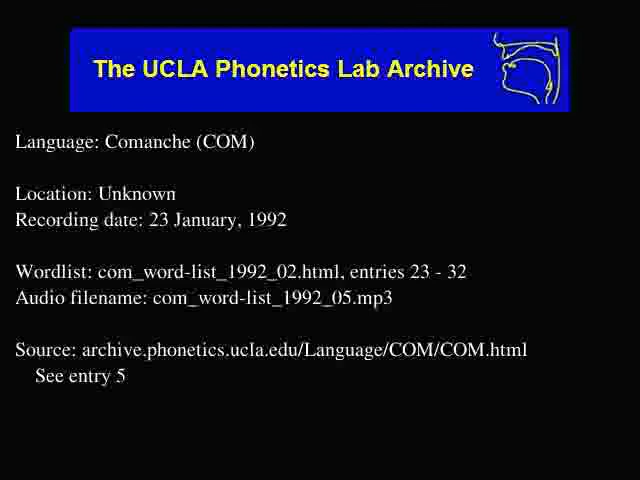 The UCLA Phonetics Lab Archive
Language: Comanche (COM)
Location: Unknown
Recording date: 23 January, 1992
Wordlist: com_word-list_1992_02.html, entries 23 - 32
Audio filename: com_word-list_1992_05.mp3
Source: archive.phonetics.ucla.edu/Language/COM/COM.html
See entry 5